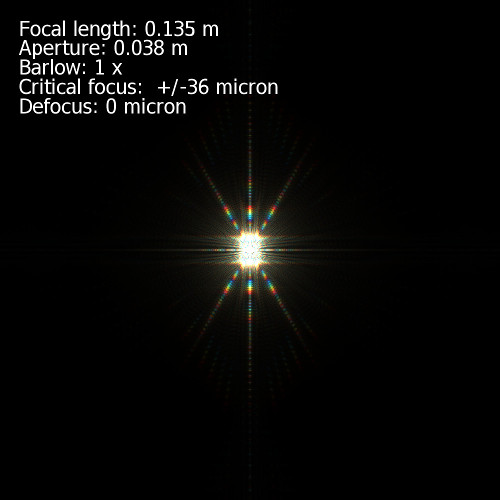 Focal length: 0.135 m
Aperture: 0.038 m
Barlow: 1 x
Critical focus:  +/-36 micron
Defocus: 0 micron